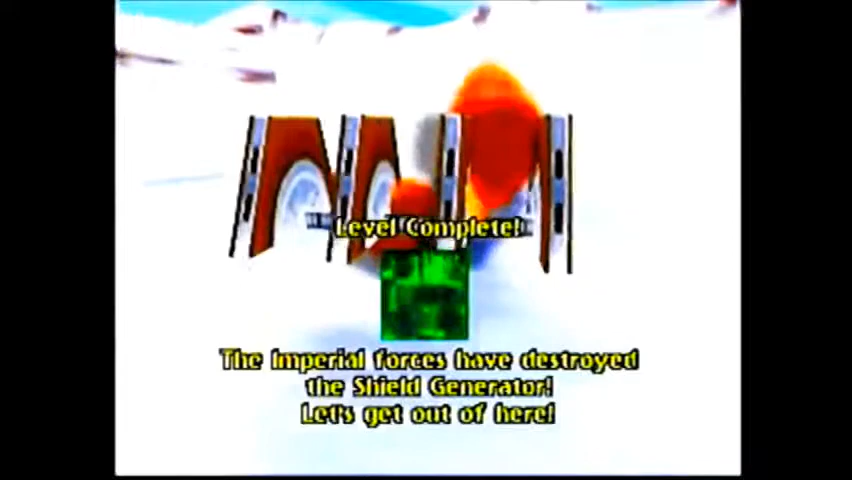 Level Complete!
The Imperial forces have destroyed
the Shield Generator!
Let's get out of here!